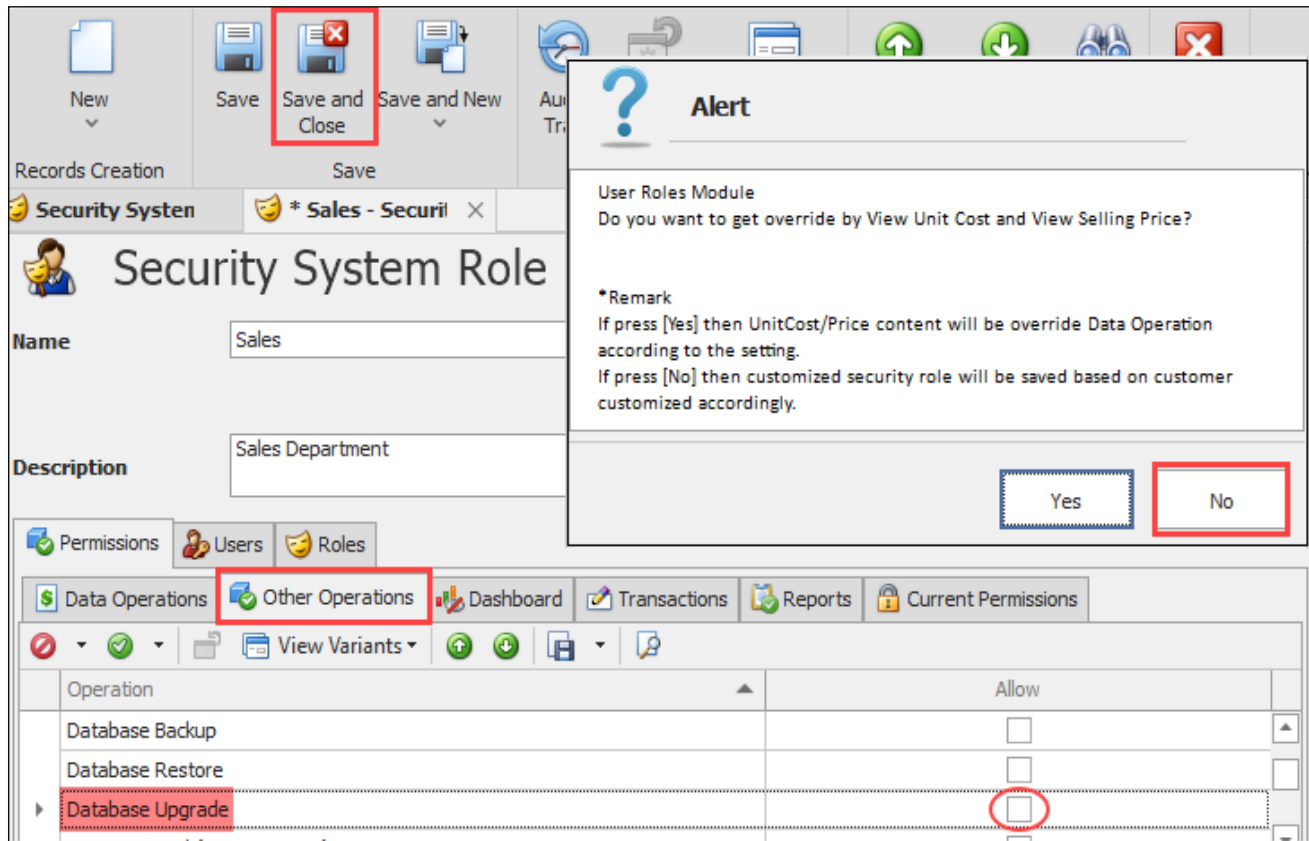 New
Save
Save and
Close
Save and New
Records Creation
Save
Alert
User Roles Module
Do you want to get override by View Unit Cost and View Selling Price?
*Remark
If press [Yes] then UnitCost/Price content will be override Data Operation
according to the setting.
If press [No] then customized security role will be saved based on customer
customized accordingly.
Yes
No
Security System
* Sales - Securit
Security System Role
Name
Sales
Description
Sales Department
Permissions
Users
Roles
Data Operations
Other Operations
Dashboard
Transactions
Reports
Current Permissions
View Variants
Operation
Allow
Database Backup
Database Restore
Database Upgrade